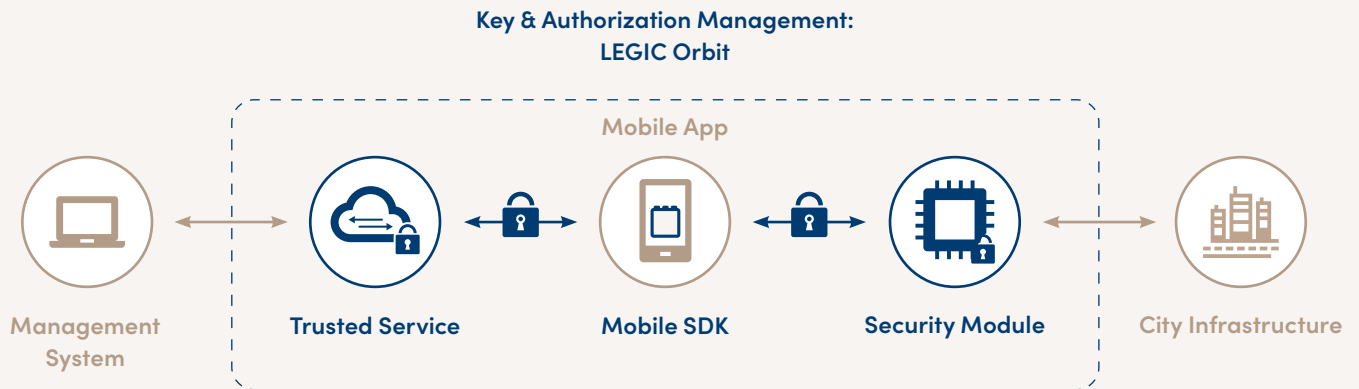 Key & Authorization Management:
LEGIC Orbit
Mobile App
Management
System
Trusted Service
Mobile SDK
Security Module
City Infrastructure